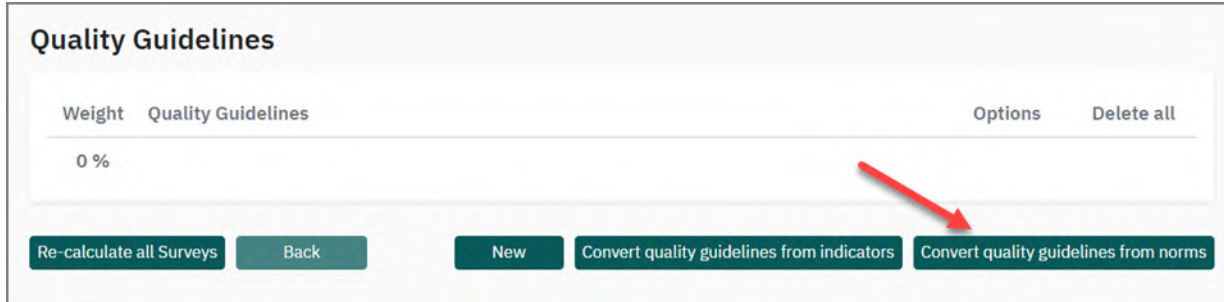 Quality Guidelines
Weight Quality Guidelines Options Delete all
0 %
Re-calculate all Surveys Back New Convert quality guidelines from indicators Convert quality guidelines from norms